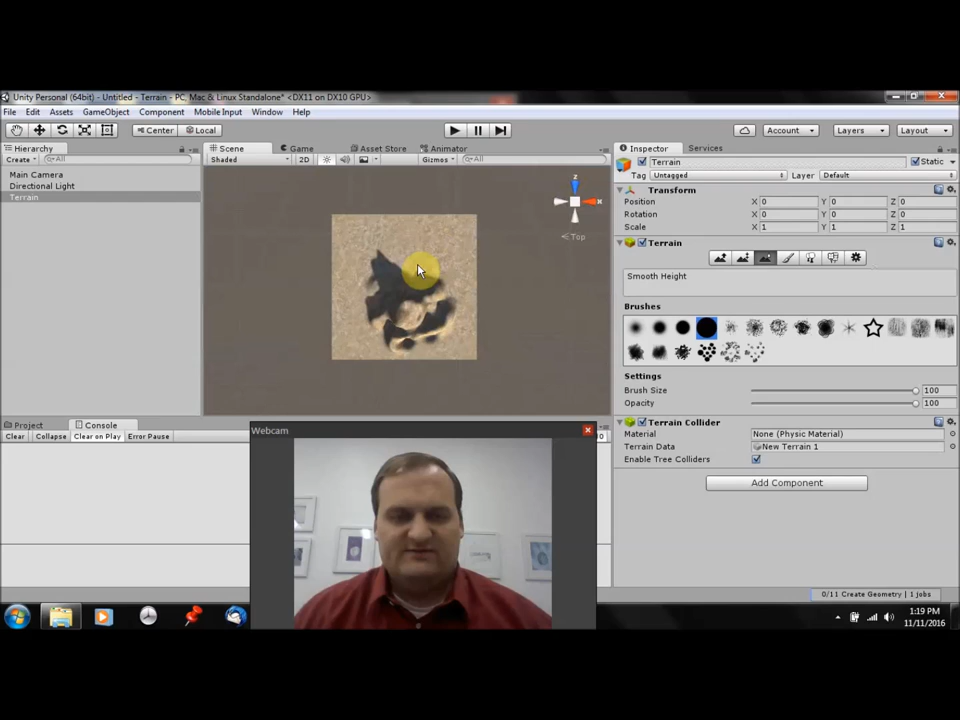 Unity Personal (64bit) - Untitled - Terrain - PC, Mac & Linux Standalone* <DX11 on DX10 GPU>
File Edit Assets GameObject Component Mobile Input Window Help
Center Local Account Layers Layout
Hierarchy
Create All
Main Camera
Directional Light
Terrain
Scene Game Asset Store Animator
Shaded 2D Gizmos All
z
x
Top
Inspector Services
Terrain Static
Tag Untagged Layer Default
Transform
Position X 0 Y 0 Z 0
Rotation X 0 Y 0 Z 0
Scale X 1 Y 1 Z 1
Terrain
Smooth Height
Brushes
Settings
Brush Size 100
Opacity 100
Terrain Collider
Material None (Physic Material)
Terrain Data New Terrain 1
Enable Tree Colliders
Add Component
Project Console
Clear Collapse Clear on Play Error Pause
Webcam
0/11 Create Geometry | 1 jobs
1:19 PM
11/11/2016